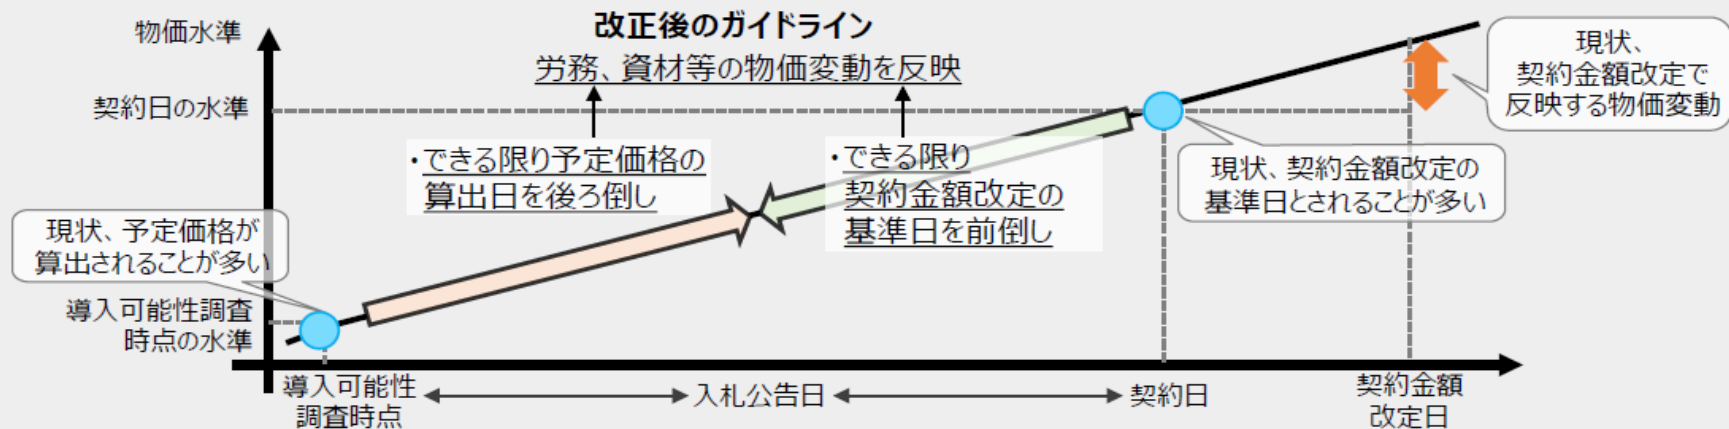 改正後のガイドライン
労務、資材等の物価変動を反映
物価水準
契約日の水準
・できる限り予定価格の
算出日を後ろ倒し
・できる限り
契約金額改定の
基準日を前倒し
現状、
契約金額改定で
反映する物価変動
現状、契約金額改定の
基準日とされることが多い
現状、予定価格が
算出されることが多い
導入可能性調査
時点の水準
導入可能性
調査時点
入札公告日
契約日
契約金額
改定日